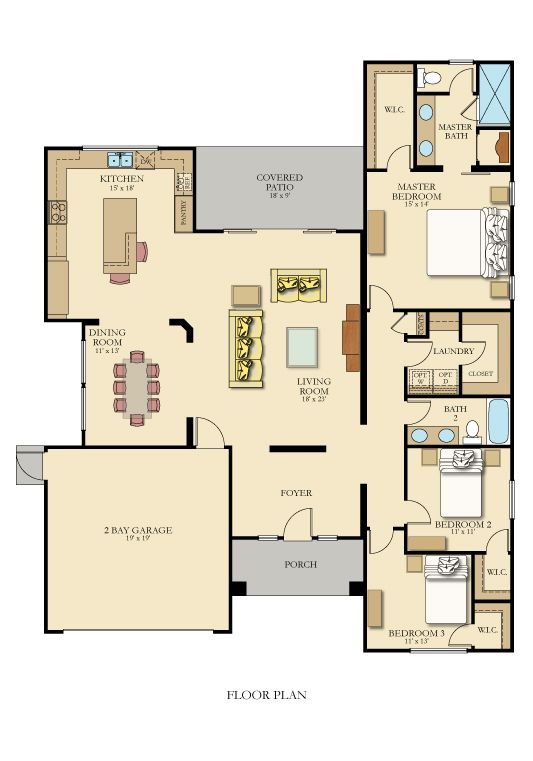 W.I.C.
MASTER
BATH
KITCHEN
15' x 18'
DW
REF.
PANTRY
COVERED
PATIO
18' x 9'
MASTER
BEDROOM
15' x 14'
DINING
ROOM
11' x 13'
LIVING
ROOM
18' x 23'
COATS
LAUNDRY
OPT.
W
OPT.
D
CLOSET
BATH
2
FOYER
2 BAY GARAGE
19' x 19'
BEDROOM 2
11' x 11'
PORCH
W.I.C.
BEDROOM 3
11' x 13'
W.I.C.
FLOOR PLAN